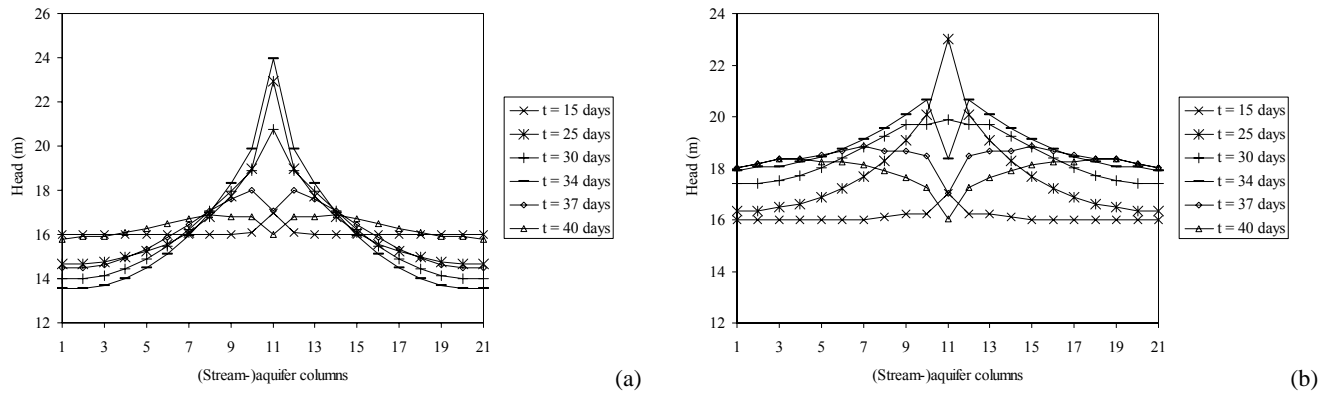 26
24
22
20
18
16
14
12
Head (m)
1 3 5 7 9 11 13 15 17 19 21
(Stream-)aquifer columns
t = 15 days
t = 25 days
t = 30 days
t = 34 days
t = 37 days
t = 40 days
(a)
24
22
20
18
16
14
12
Head (m)
1 3 5 7 9 11 13 15 17 19 21
(Stream-)aquifer columns
t = 15 days
t = 25 days
t = 30 days
t = 34 days
t = 37 days
t = 40 days
(b)